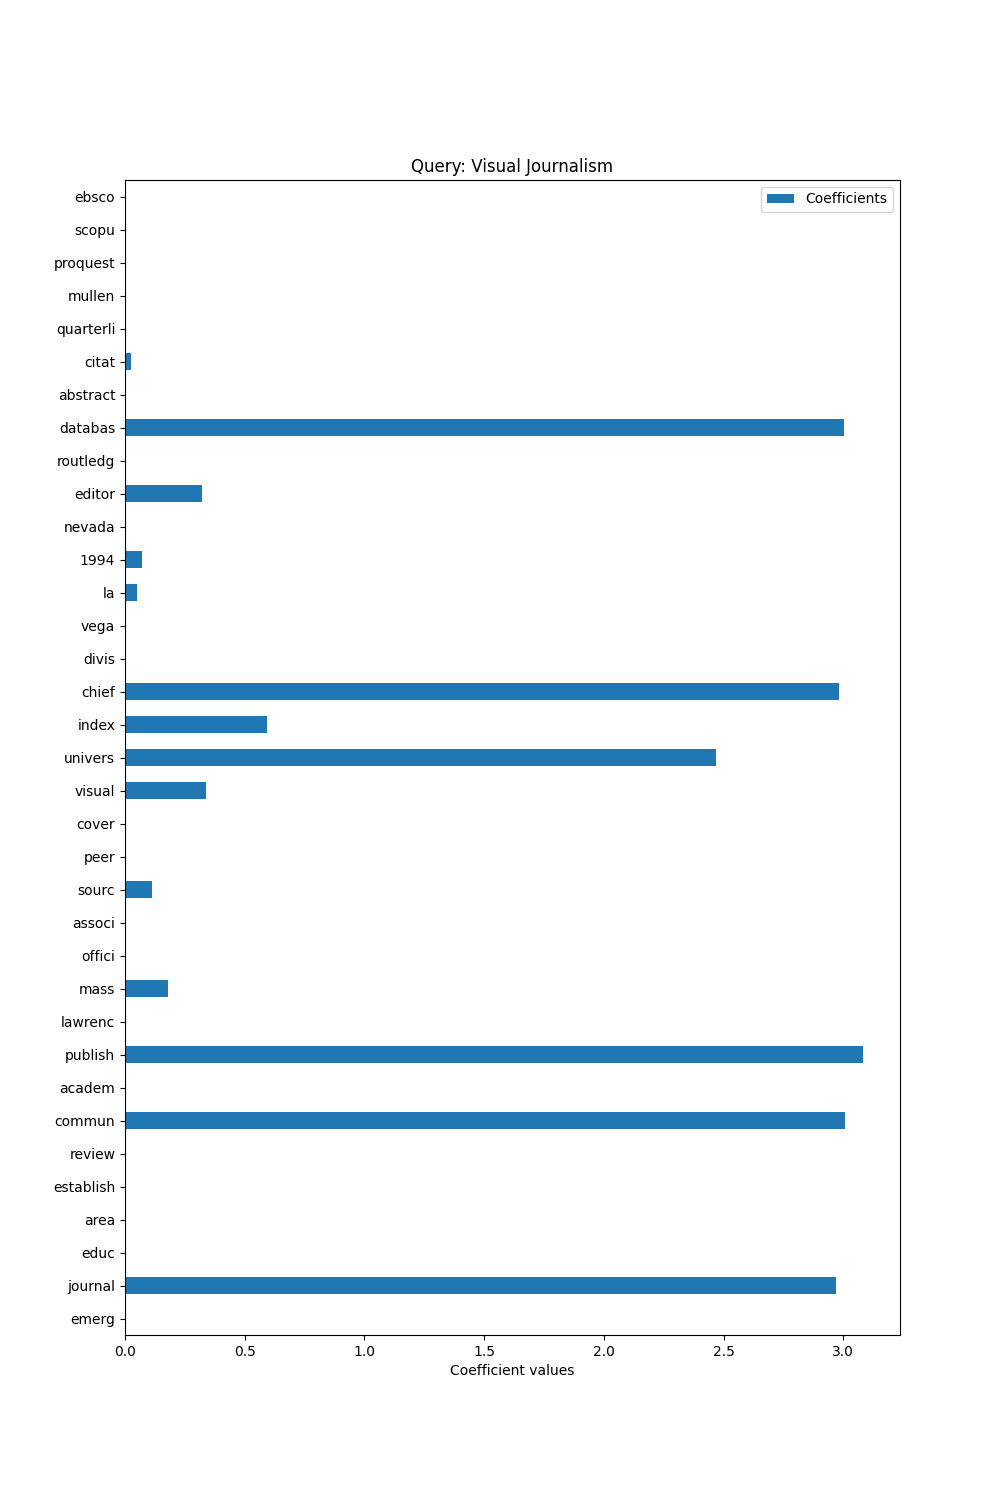 Query: Visual Journalism
Coefficients
ebsco
scopu
proquest
mullen
quarterli
citat
abstract
databas
routledg
editor
nevada
1994
la
vega
divis
chief
index
univers
visual
cover
peer
sourc
associ
offici
mass
lawrenc
publish
academ
commun
review
establish
area
educ
journal
emerg
0.0 0.5 1.0 1.5 2.0 2.5 3.0
Coefficient values